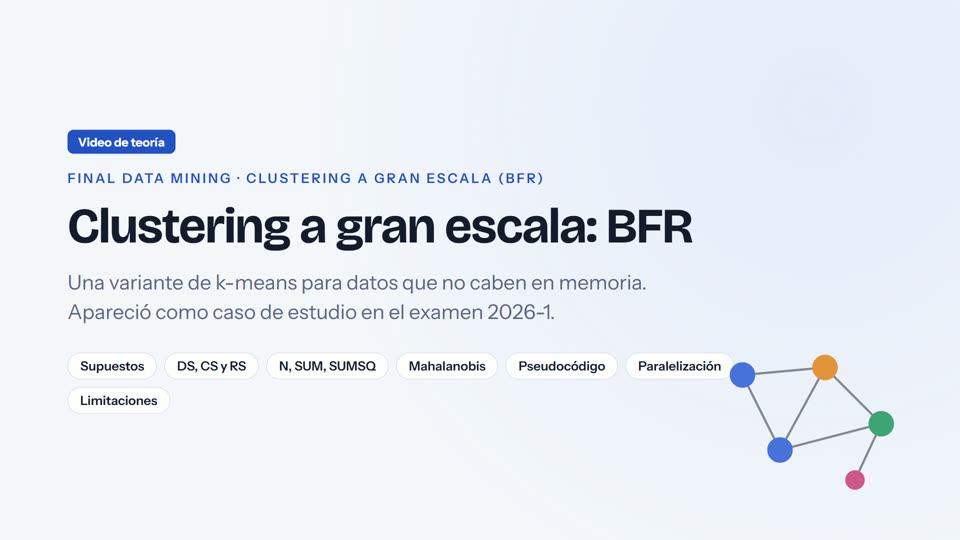 Video de teoría
FINAL DATA MINING · CLUSTERING A GRAN ESCALA (BFR)
Clustering a gran escala: BFR
Una variante de k-means para datos que no caben en memoria.
Apareció como caso de estudio en el examen 2026-1.
Supuestos DS, CS y RS N, SUM, SUMSQ Mahalanobis Pseudocódigo Paralelización
Limitaciones